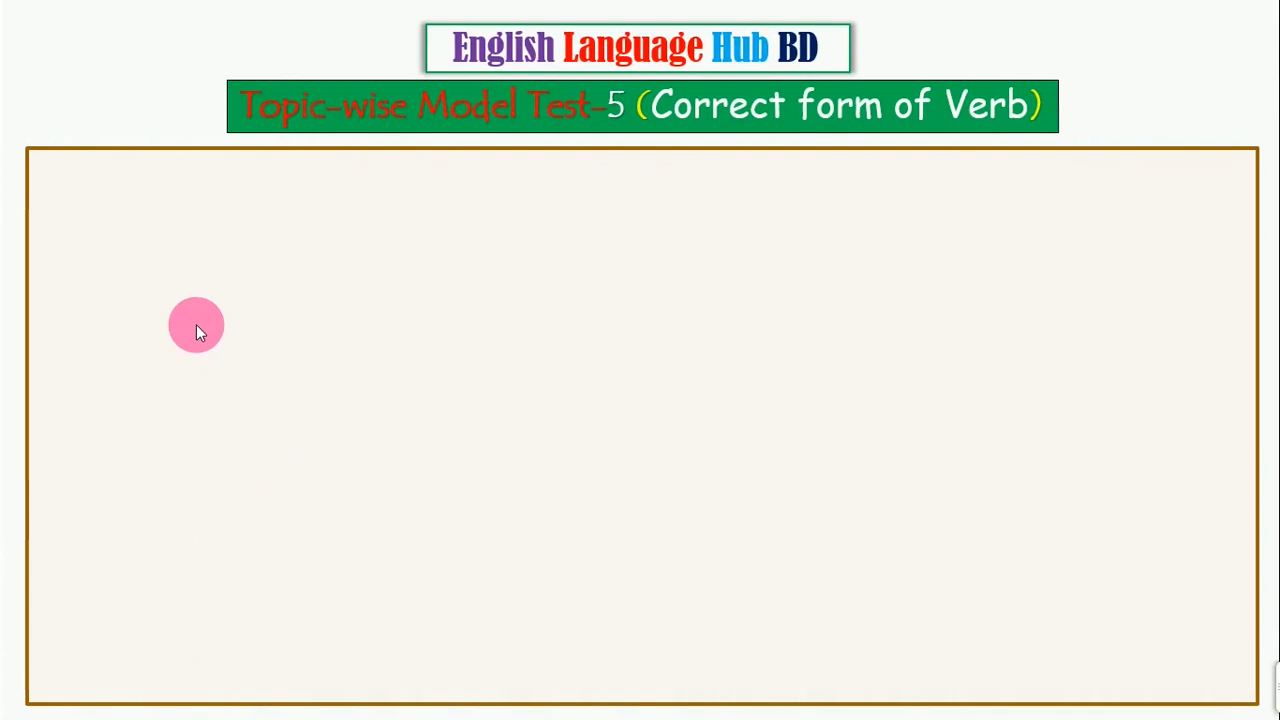 English Language Hub BD
Topic-wise Model Test-5 (Correct form of Verb)